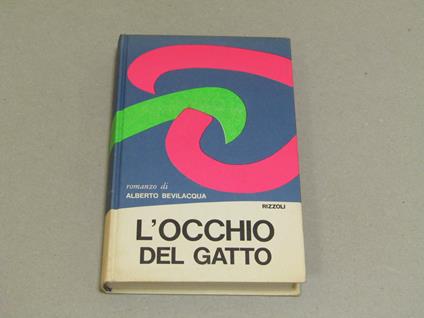 romanzo di
ALBERTO BEVILACQUA
RIZZOLI
L'OCCHIO
DEL GATTO